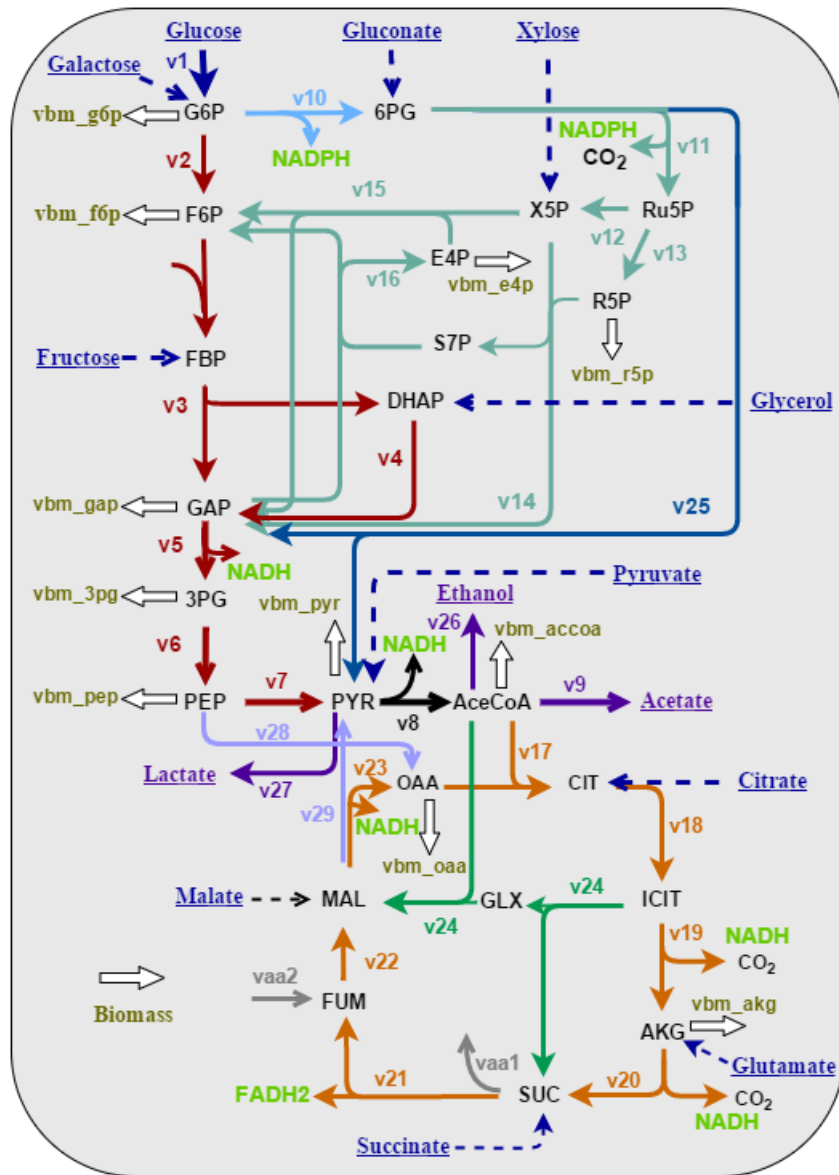 Glucose Gluconate Xylose
v1
Galactose
vbm_g6p G6P v10 6PG
NADPH
NADPH
CO2
v11
v2
v15
vbm_f6p F6P X5P Ru5P
v12 v13
E4P
v16
vbm_e4p
R5P
S7P
Fructose FBP
vbm_r5p
v3 DHAP Glycerol
v4
vbm_gap GAP v14 v25
v5
NADH
Pyruvate
vbm_3pg 3PG
vbm_pyr
Ethanol
v26
vbm_accoa
v6
NADH
vbm_pep PEP v7 PYR v8 AceCoA v9 Acetate
v28
v17
Lactate
v27
v23 OAA CIT Citrate
v29
NADH
v18
vbm_oaa
Malate MAL v24 GLX v24 ICIT
v19
NADH
CO2
v22
vaa2
FUM
Biomass
vbm_akg
AKG
Glutamate
vaa1
v21 v20
FADH2 SUC CO2
NADH
Succinate